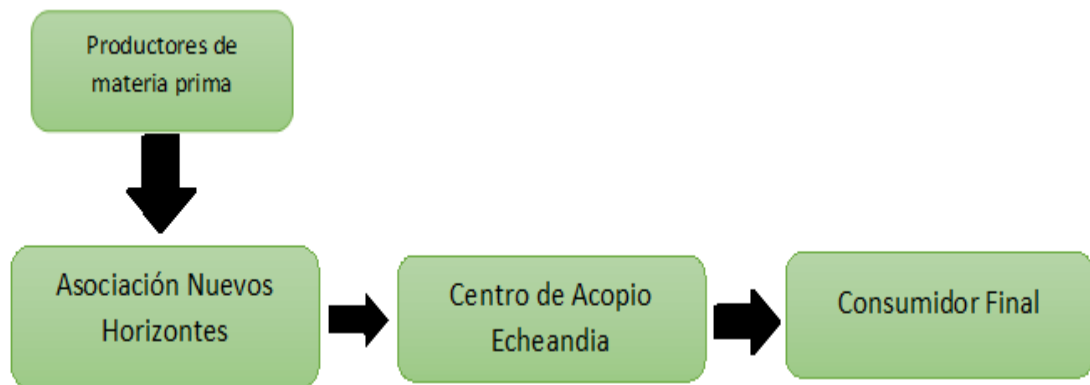 Productores de
materia prima
Asociación Nuevos
Horizontes
Centro de Acopio
Echeandia
Consumidor Final